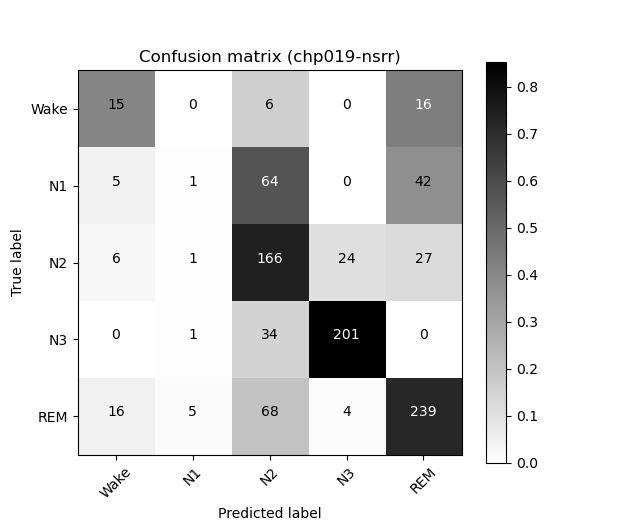 Confusion matrix (chp019-nsrr)
Wake 15 0 6 0 16
N1 5 1 64 0 42
N2 6 1 166 24 27
N3 0 1 34 201 0
REM 16 5 68 4 239
Wake N1 N2 N3 REM
True label
Predicted label
0.8
0.7
0.6
0.5
0.4
0.3
0.2
0.1
0.0